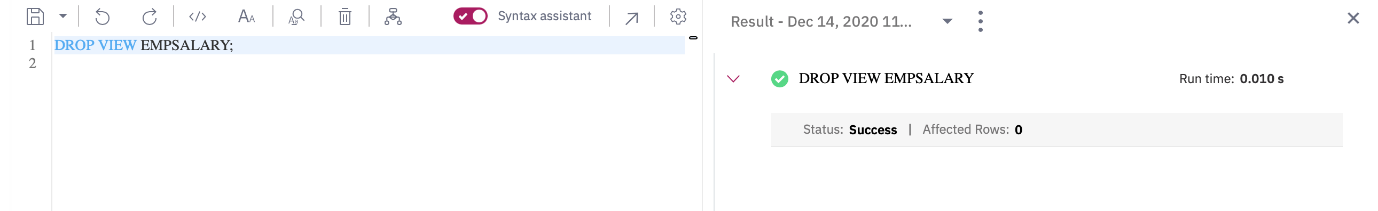 </> AA Syntax assistant
1 DROP VIEW EMPSALARY;
2
Result - Dec 14, 2020 11...
DROP VIEW EMPSALARY Run time: 0.010 s
Status: Success | Affected Rows: 0